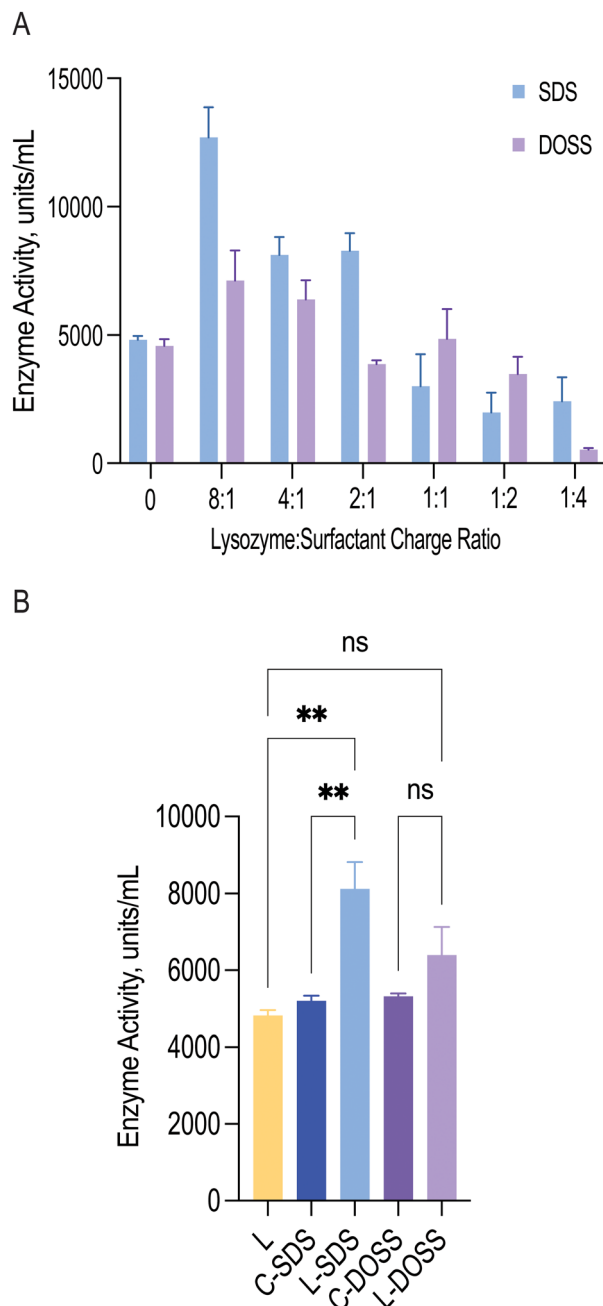 A
Enzyme Activity, units/mL
15000
10000
5000
0
SDS
DOSS
0 8:1 4:1 2:1 1:1 1:2 1:4
Lysozyme:Surfactant Charge Ratio
B
ns
**
** ns
Enzyme Activity, units/mL
10000
8000
6000
4000
2000
0
L C-SDS L-SDS C-DOSS L-DOSS